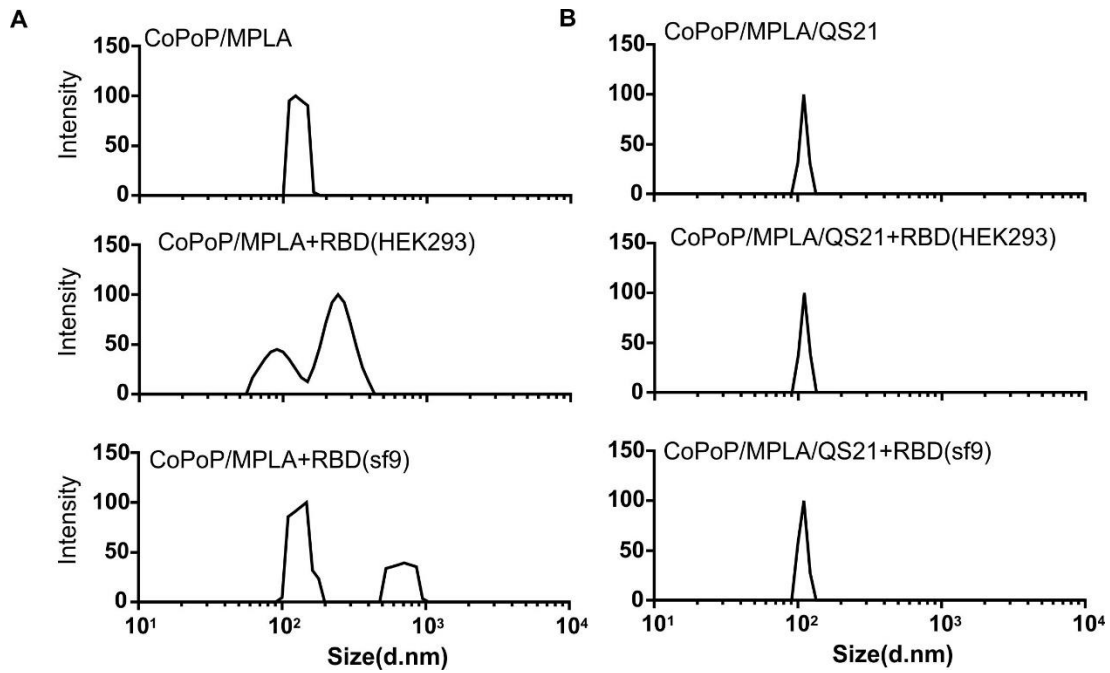 A
CoPoP/MPLA
150
100
50
0
Intensity
CoPoP/MPLA+RBD(HEK293)
150
100
50
0
Intensity
CoPoP/MPLA+RBD(sf9)
150
100
50
0
Intensity
10¹ 10² 10³ 10⁴
Size(d.nm)
B
CoPoP/MPLA/QS21
150
100
50
0
CoPoP/MPLA/QS21+RBD(HEK293)
150
100
50
0
CoPoP/MPLA/QS21+RBD(sf9)
150
100
50
0
10¹ 10² 10³ 10⁴
Size(d.nm)